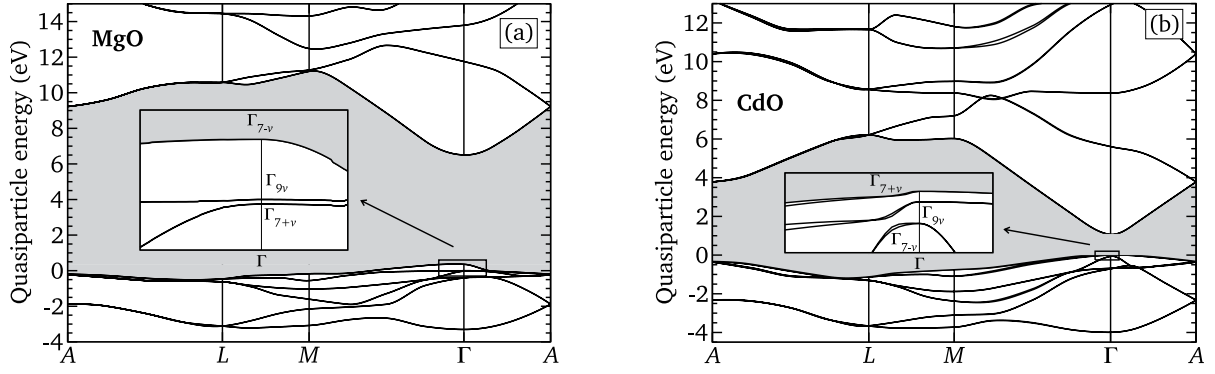 MgO
(a)
Quasiparticle energy (eV)
14
12
10
8
6
4
2
0
-2
-4
Γ7-v
Γ9v
Γ7+v
Γ
A
L
M
Γ
A
(b)
CdO
Quasiparticle energy (eV)
12
10
8
6
4
2
0
-2
-4
Γ7+v
Γ9v
Γ7-v
Γ
A
L
M
Γ
A